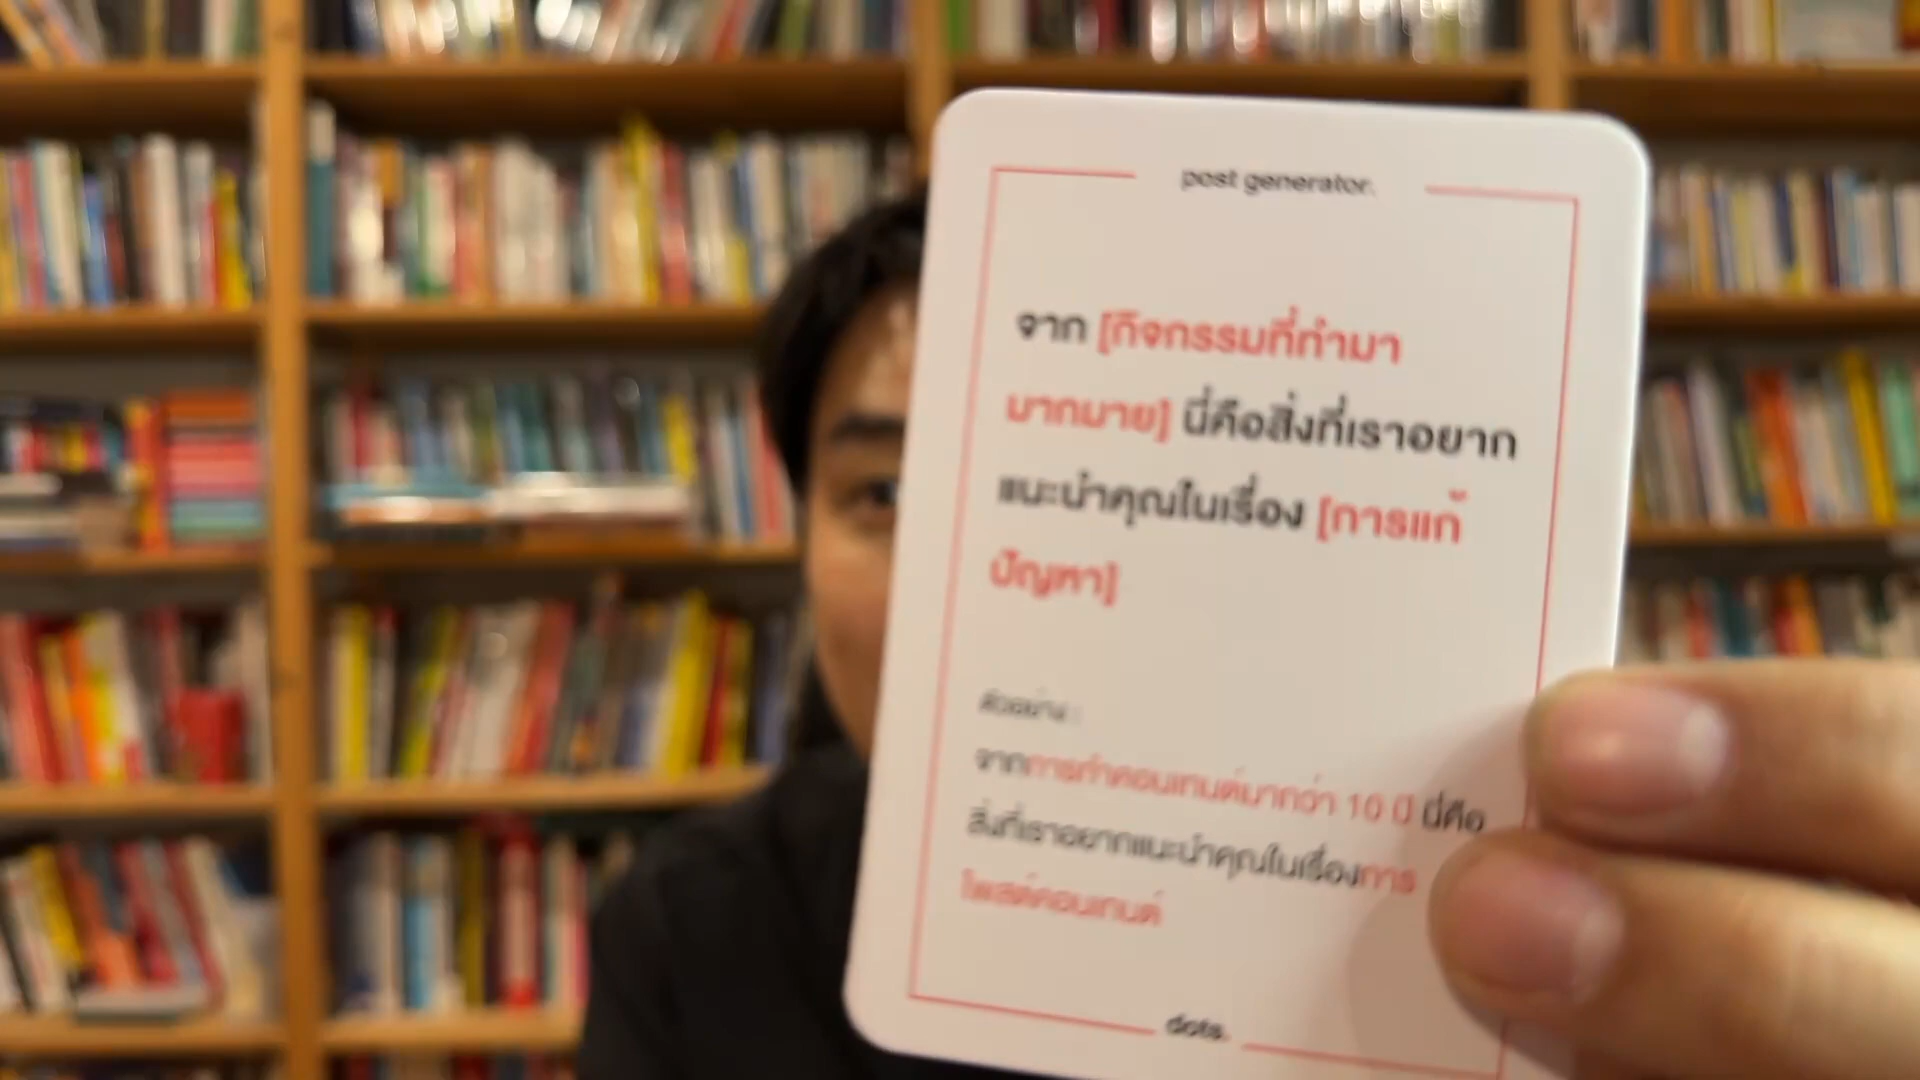 post generator.
จาก [กิจกรรมที่ทำมา
มากมาย] นี่คือสิ่งที่เราอยาก
แนะนำคุณในเรื่อง [การแก้
ปัญหา]
ตัวอย่าง :
จากการทำคอนเทนต์มากว่า 10 ปี นี่คือ
สิ่งที่เราอยากแนะนำคุณในเรื่องการ
โพสต์คอนเทนต์
dots.